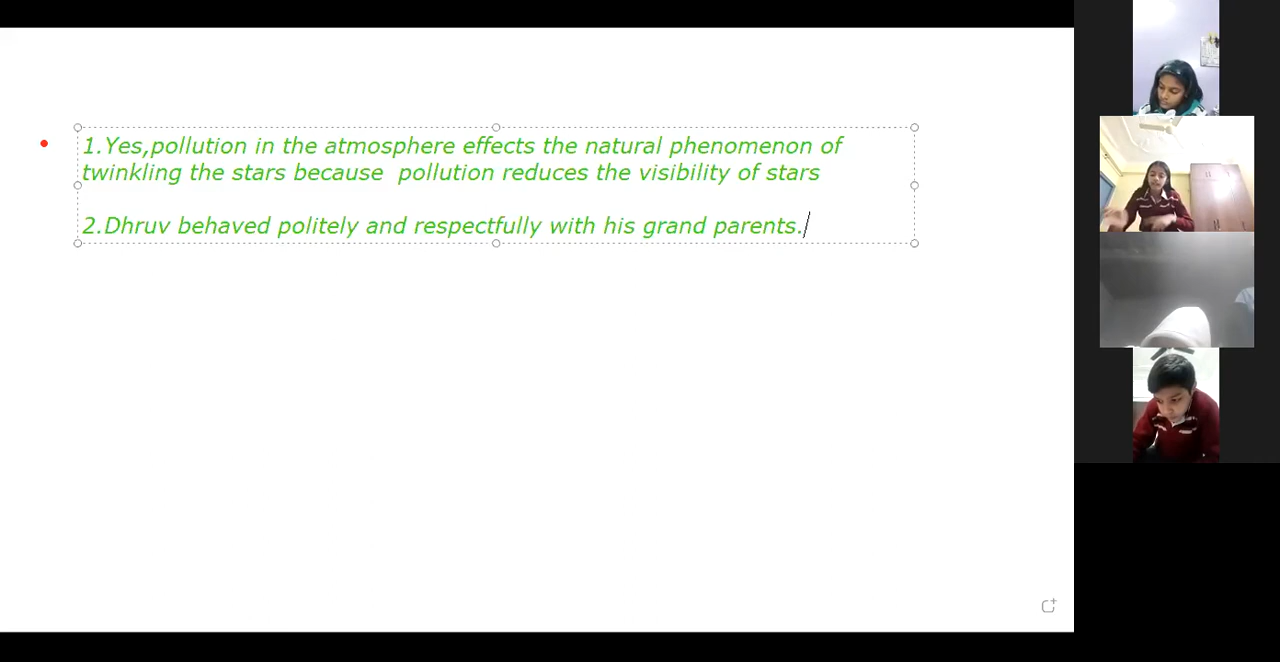 1.Yes,pollution in the atmosphere effects the natural phenomenon of
twinkling the stars because  pollution reduces the visibility of stars
2.Dhruv behaved politely and respectfully with his grand parents.